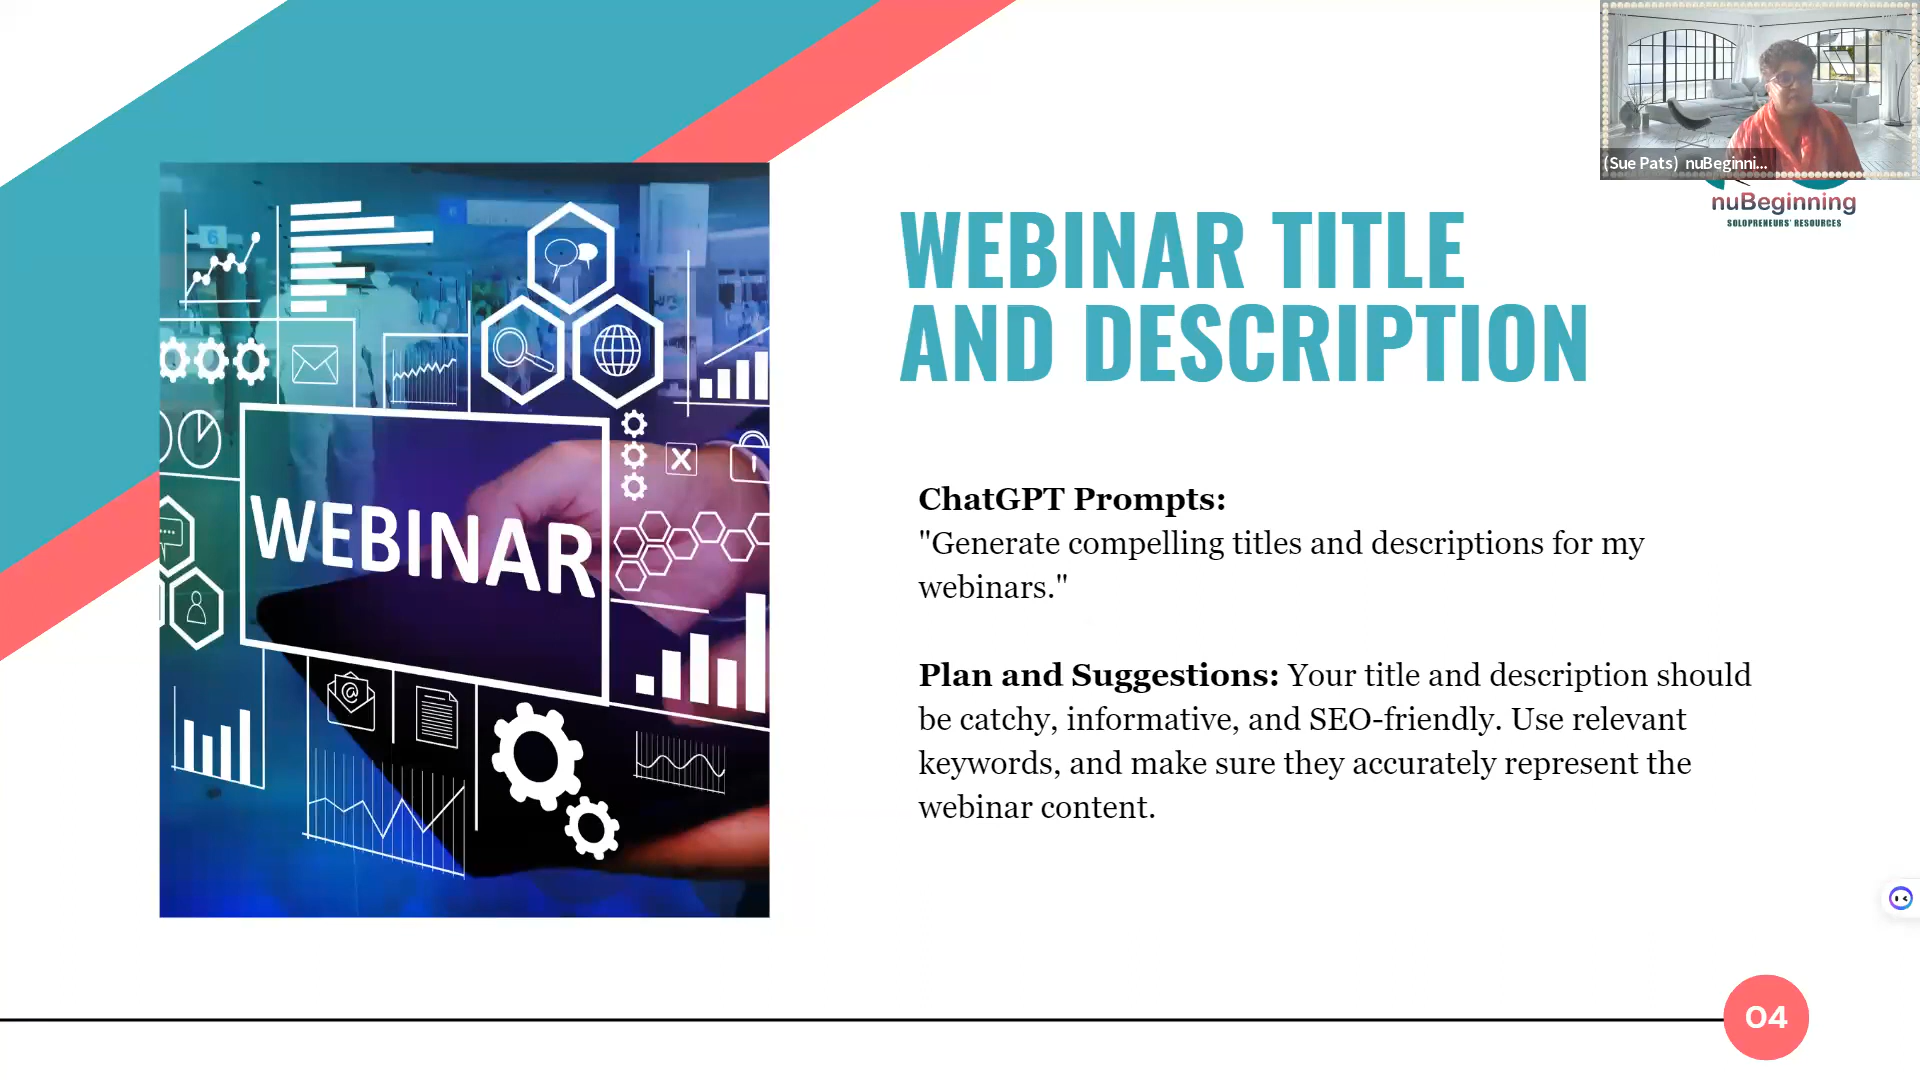 (Sue Pats) nuBeginni...
nuBeginning
SOLOPRENEURS' RESOURCES
WEBINAR TITLE
AND DESCRIPTION
6
WEBINAR
ChatGPT Prompts:
"Generate compelling titles and descriptions for my
webinars."
Plan and Suggestions: Your title and description should
be catchy, informative, and SEO-friendly. Use relevant
keywords, and make sure they accurately represent the
webinar content.
04